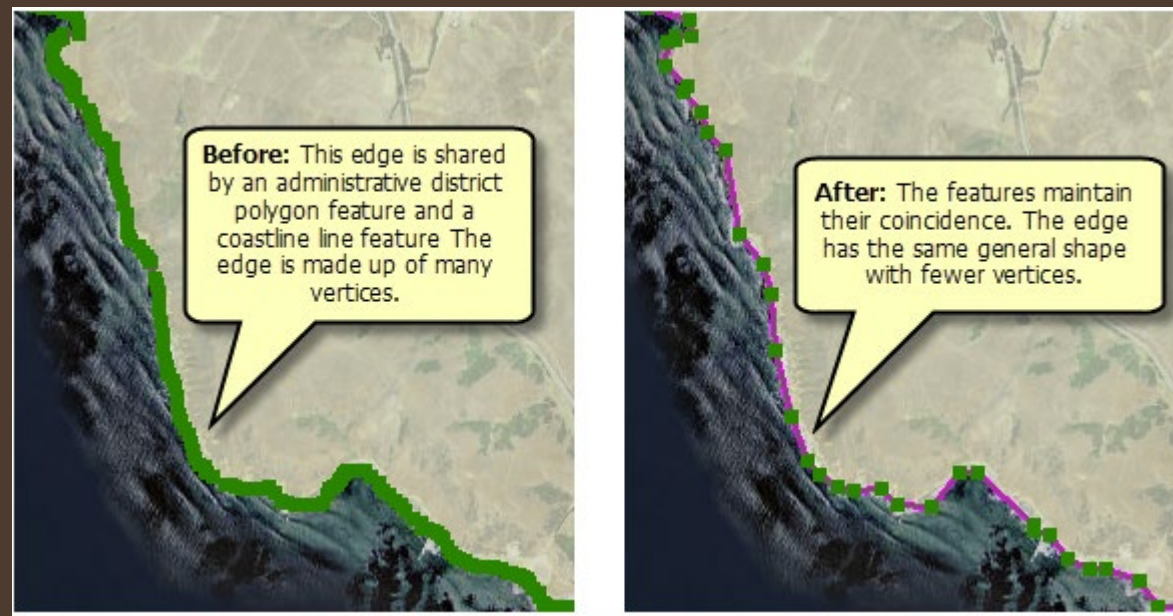 Before: This edge is shared
by an administrative district
polygon feature and a
coastline line feature The
edge is made up of many
vertices.
After: The features maintain
their coincidence. The edge
has the same general shape
with fewer vertices.